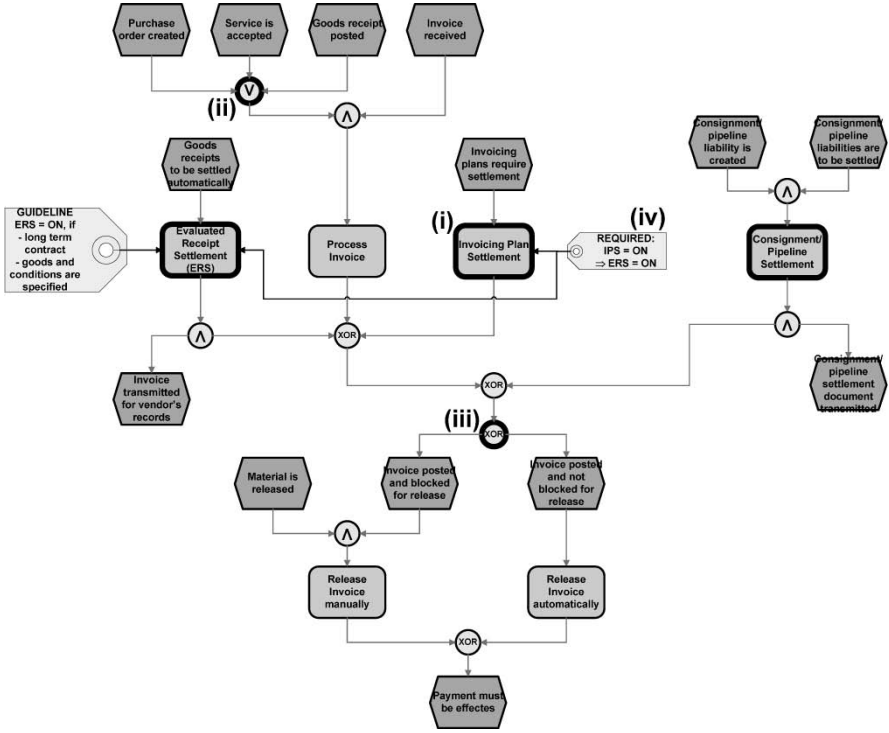 Purchase
order created
Service is
accepted
Goods receipt
posted
Invoice
received
V
(ii)
Λ
Goods
receipts
to be settled
automatically
Invoicing
plans require
settlement
Consignment/
pipeline
liability is
created
Consignment/
pipeline
liabilities are
to be settled
Λ
GUIDELINE
ERS = ON, if
- long term
contract
- goods and
conditions are
specified
Evaluated
Receipt
Settlement
(ERS)
Process
Invoice
(i)
Invoicing Plan
Settlement
(iv)
REQUIRED:
IPS = ON
⇒ ERS = ON
Consignment/
Pipeline
Settlement
Λ
XOR
Λ
Invoice
transmitted
for vendor's
records
XOR
Consignment/
pipeline
settlement
document
transmitted
(iii)
XOR
Material is
released
Invoice posted
and blocked
for release
Invoice posted
and not
blocked for
release
Λ
Release
Invoice
manually
Release
Invoice
automatically
XOR
Payment must
be effectes